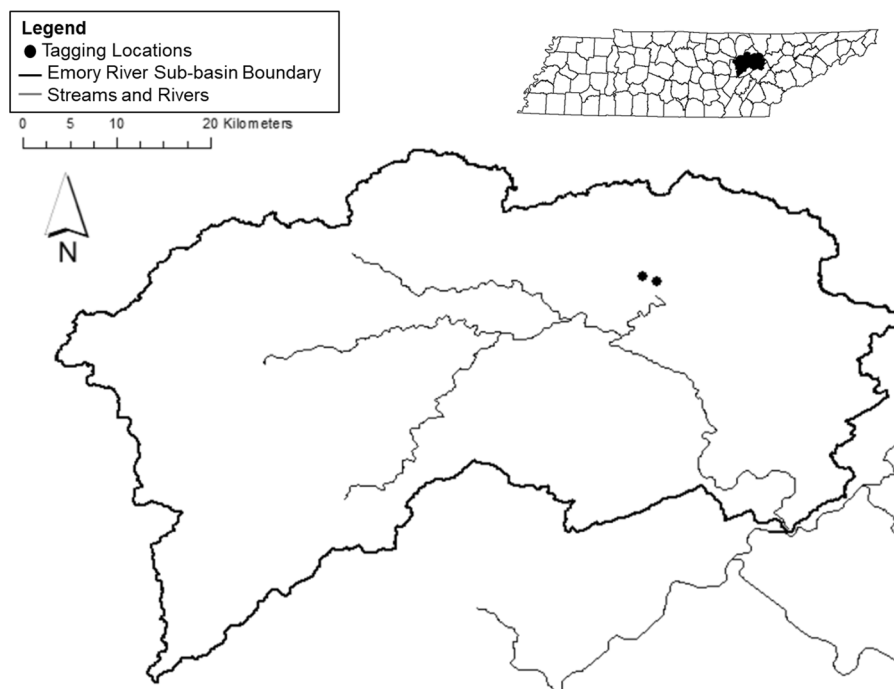 Legend
Tagging Locations
Emory River Sub-basin Boundary
Streams and Rivers
0 5 10 20 Kilometers
N